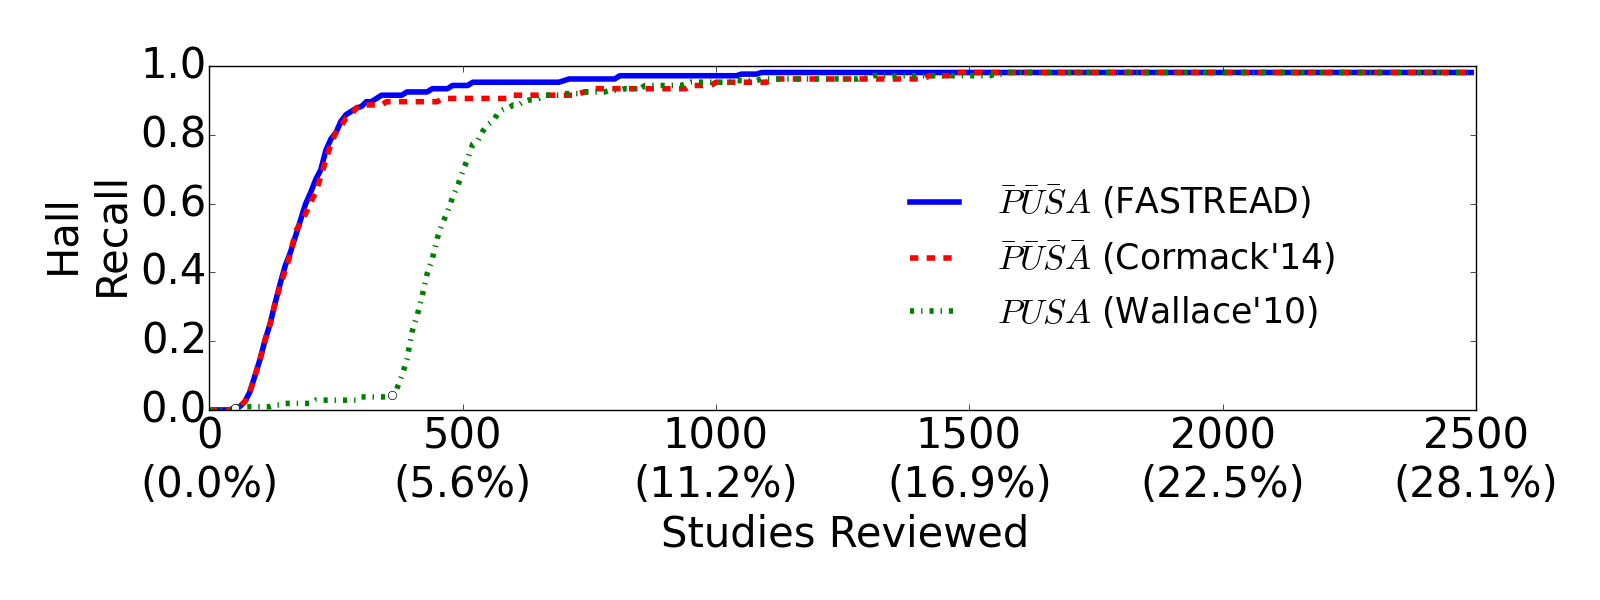 Hall
Recall
1.0
0.8
0.6
0.4
0.2
0.0
0 500 1000 1500 2000 2500
(0.0%) (5.6%) (11.2%) (16.9%) (22.5%) (28.1%)
Studies Reviewed
P̄ŪS̄A (FASTREAD)
P̄ŪS̄Ā (Cormack'14)
PUSA (Wallace'10)